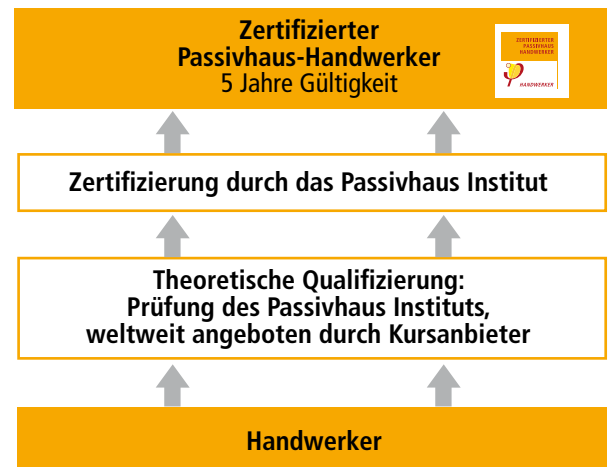 Zertifizierter
Passivhaus-Handwerker
5 Jahre Gültigkeit
ZERTIFIZIERTER
PASSIVHAUS
HANDWERKER
HANDWERKER
Zertifizierung durch das Passivhaus Institut
Theoretische Qualifizierung:
Prüfung des Passivhaus Instituts,
weltweit angeboten durch Kursanbieter
Handwerker